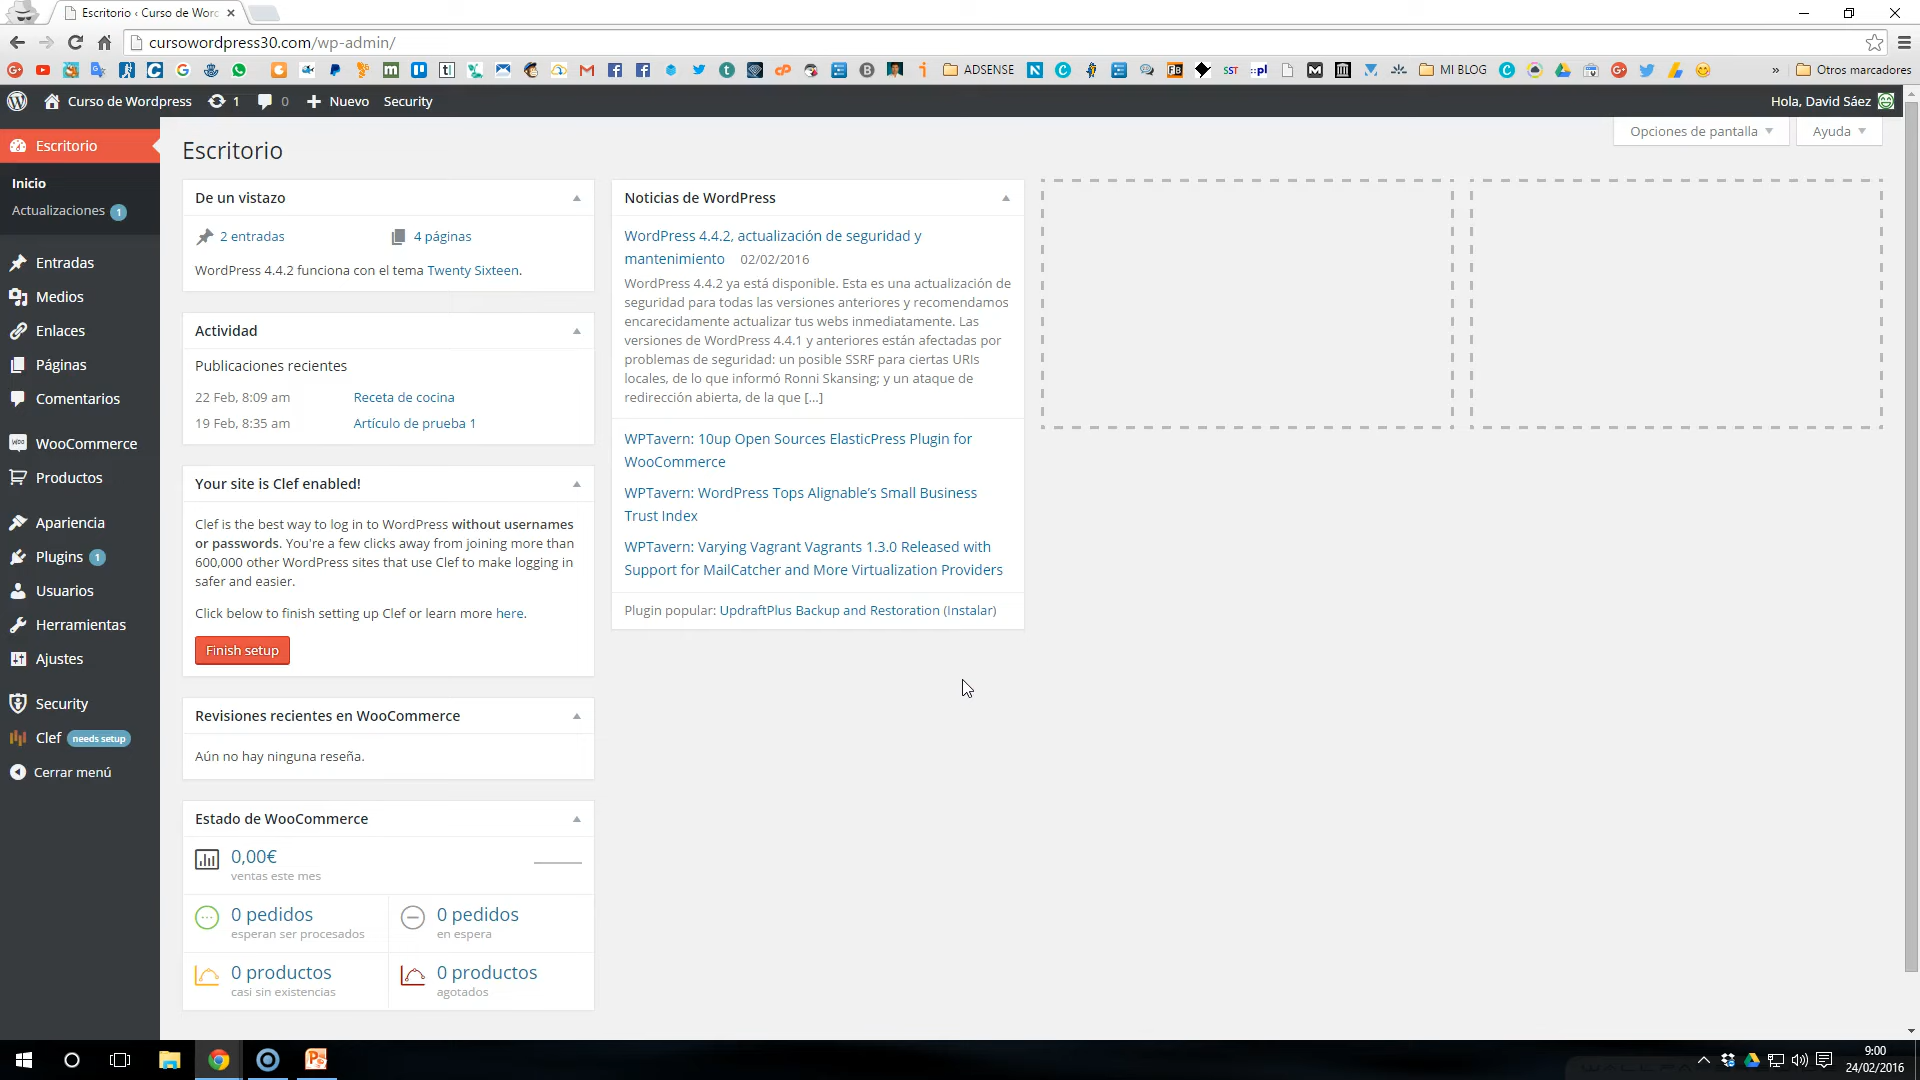 Escritorio ‹ Curso de Worc
cursowordpress30.com/wp-admin/
ADSENSE
MI BLOG
Otros marcadores
Curso de Wordpress
1
0
Nuevo
Security
Hola, David Sáez
Opciones de pantalla
Ayuda
Escritorio
Inicio
Actualizaciones 1
Entradas
Medios
Enlaces
Páginas
Comentarios
WooCommerce
Productos
Apariencia
Plugins 1
Usuarios
Herramientas
Ajustes
Security
Clef needs setup
Cerrar menú
Escritorio
De un vistazo
2 entradas
4 páginas
WordPress 4.4.2 funciona con el tema Twenty Sixteen.
Actividad
Publicaciones recientes
22 Feb, 8:09 am Receta de cocina
19 Feb, 8:35 am Artículo de prueba 1
Your site is Clef enabled!
Clef is the best way to log in to WordPress without usernames
or passwords. You're a few clicks away from joining more than
600,000 other WordPress sites that use Clef to make logging in
safer and easier.
Click below to finish setting up Clef or learn more here.
Finish setup
Revisiones recientes en WooCommerce
Aún no hay ninguna reseña.
Estado de WooCommerce
0,00€
ventas este mes
0 pedidos
esperan ser procesados
0 pedidos
en espera
0 productos
casi sin existencias
0 productos
agotados
Noticias de WordPress
WordPress 4.4.2, actualización de seguridad y
mantenimiento 02/02/2016
WordPress 4.4.2 ya está disponible. Esta es una actualización de
seguridad para todas las versiones anteriores y recomendamos
encarecidamente actualizar tus webs inmediatamente. Las
versiones de WordPress 4.4.1 y anteriores están afectadas por
problemas de seguridad: un posible SSRF para ciertas URIs
locales, de lo que informó Ronni Skansing; y un ataque de
redirección abierta, de la que […]
WPTavern: 10up Open Sources ElasticPress Plugin for
WooCommerce
WPTavern: WordPress Tops Alignable’s Small Business
Trust Index
WPTavern: Varying Vagrant Vagrants 1.3.0 Released with
Support for MailCatcher and More Virtualization Providers
Plugin popular: UpdraftPlus Backup and Restoration (Instalar)
9:00
24/02/2016